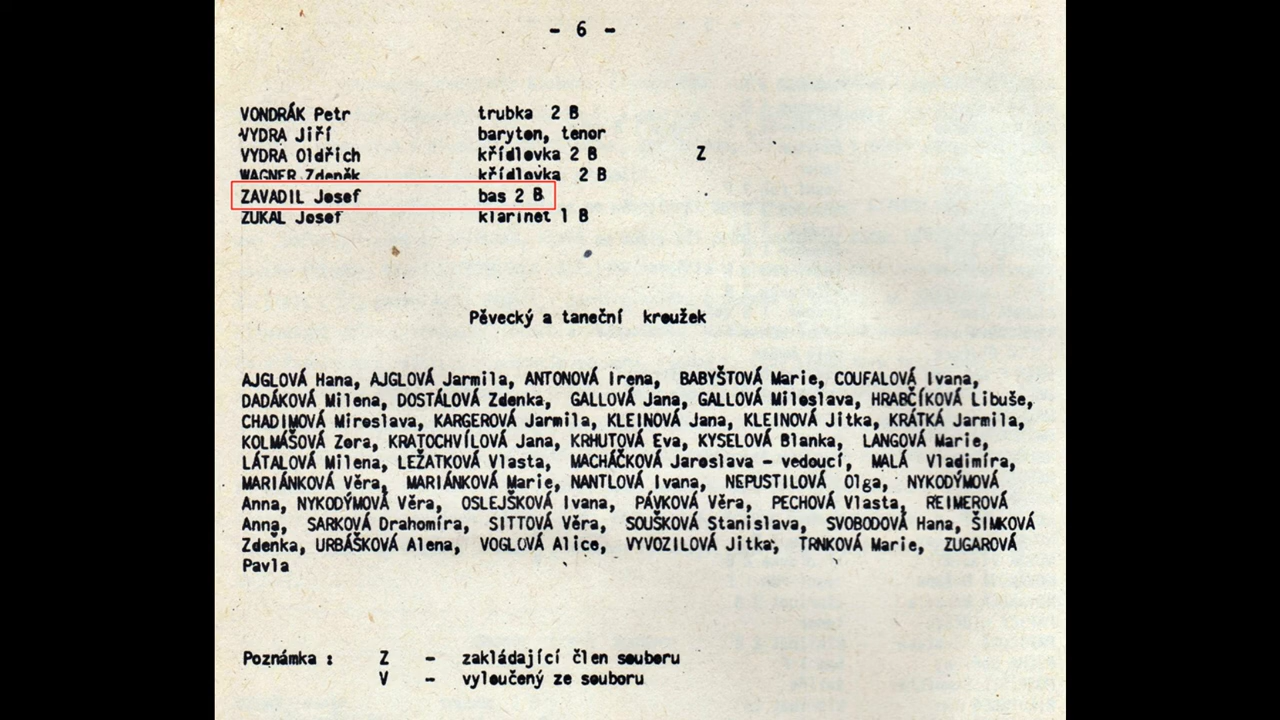 - 6 -
VONDRÁK Petr trubka 2 B
VYDRA Jiří baryton, tenor
VYDRA Oldřich křídlovka 2 B Z
WAGNER Zdeněk křídlovka 2 B
ZAVADIL Josef bas 2 B
ZUKAL Josef klarinet 1 B
Pěvecký a taneční kroužek
AJGLOVÁ Hana, AJGLOVÁ Jarmila, ANTONOVÁ Irena, BABYŠTOVÁ Marie, COUFALOVÁ Ivana,
DADÁKOVÁ Milena, DOSTÁLOVÁ Zdenka, GALLOVÁ Jana, GALLOVÁ Miloslava, HRABČÍKOVÁ Libuše,
CHADIMOVÁ Miroslava, KARGEROVÁ Jarmila, KLEINOVÁ Jana, KLEINOVÁ Jitka, KRÁTKÁ Jarmila,
KOLMÁŠOVÁ Zora, KRATOCHVÍLOVÁ Jana, KRHUTOVÁ Eva, KYSELOVÁ Blanka, LANGOVÁ Marie,
LÁTALOVÁ Milena, LEŽATKOVÁ Vlasta, MACHÁČKOVÁ Jaroslava - vedoucí, MALÁ Vladimíra,
MARIÁNKOVÁ Věra, MARIÁNKOVÁ Marie, NANTLOVÁ Ivana, NEPUSTILOVÁ Olga, NYKODÝMOVÁ
Anna, NYKODÝMOVÁ Věra, OSLEJŠKOVÁ Ivana, PÁVKOVÁ Věra, PECHOVÁ Vlasta, REIMEROVÁ
Anna, SARKOVÁ Drahomíra, SITTOVÁ Věra, SOUŠKOVÁ Stanislava, SVOBODOVÁ Hana, ŠIMKOVÁ
Zdeňka, URBÁŠKOVÁ Alena, VOGLOVÁ Alice, VYVOZILOVÁ Jitka, TRNKOVÁ Marie, ZUGAROVÁ
Pavla
Poznámka : Z - zakládající člen souboru
V - vyloučený ze souboru